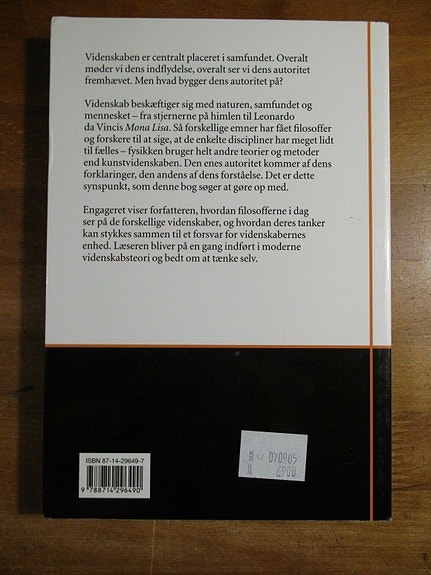 Videnskaben er centralt placeret i samfundet. Overalt
møder vi dens indflydelse, overalt ser vi dens autoritet
fremhævet. Men hvad bygger dens autoritet på?
Videnskab beskæftiger sig med naturen, samfundet og
mennesket – fra stjernerne på himlen til Leonardo
da Vincis Mona Lisa. Så forskellige emner har fået filosoffer
og forskere til at sige, at de enkelte discipliner har meget lidt
til fælles – fysikken bruger helt andre teorier og metoder
end kunstvidenskaben. Den enes autoritet kommer af dens
forklaringer, den andens af dens forståelse. Det er dette
synspunkt, som denne bog søger at gøre op med.
Engageret viser forfatteren, hvordan filosofferne i dag
ser på de forskellige videnskaber, og hvordan deres tanker
kan stykkes sammen til et forsvar for videnskabernes
enhed. Læseren bliver på en gang indført i moderne
videnskabsteori og bedt om at tænke selv.
ISBN 87-14-29649-7
9 788714 296490
070905
6900